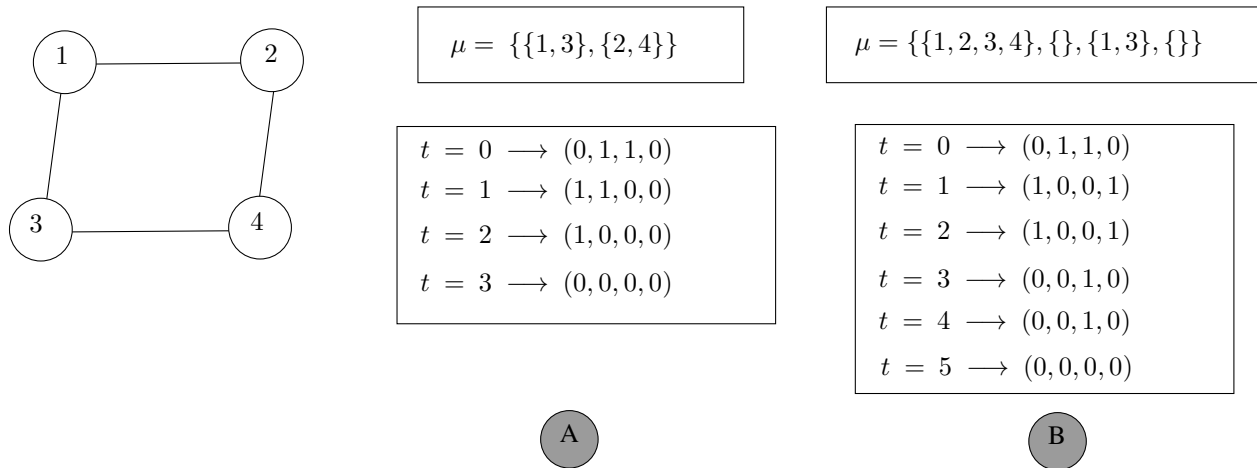 1
2
3
4
μ = {{1, 3}, {2, 4}}
t = 0 ⟶ (0, 1, 1, 0)
t = 1 ⟶ (1, 1, 0, 0)
t = 2 ⟶ (1, 0, 0, 0)
t = 3 ⟶ (0, 0, 0, 0)
A
μ = {{1, 2, 3, 4}, {}, {1, 3}, {}}
t = 0 ⟶ (0, 1, 1, 0)
t = 1 ⟶ (1, 0, 0, 1)
t = 2 ⟶ (1, 0, 0, 1)
t = 3 ⟶ (0, 0, 1, 0)
t = 4 ⟶ (0, 0, 1, 0)
t = 5 ⟶ (0, 0, 0, 0)
B